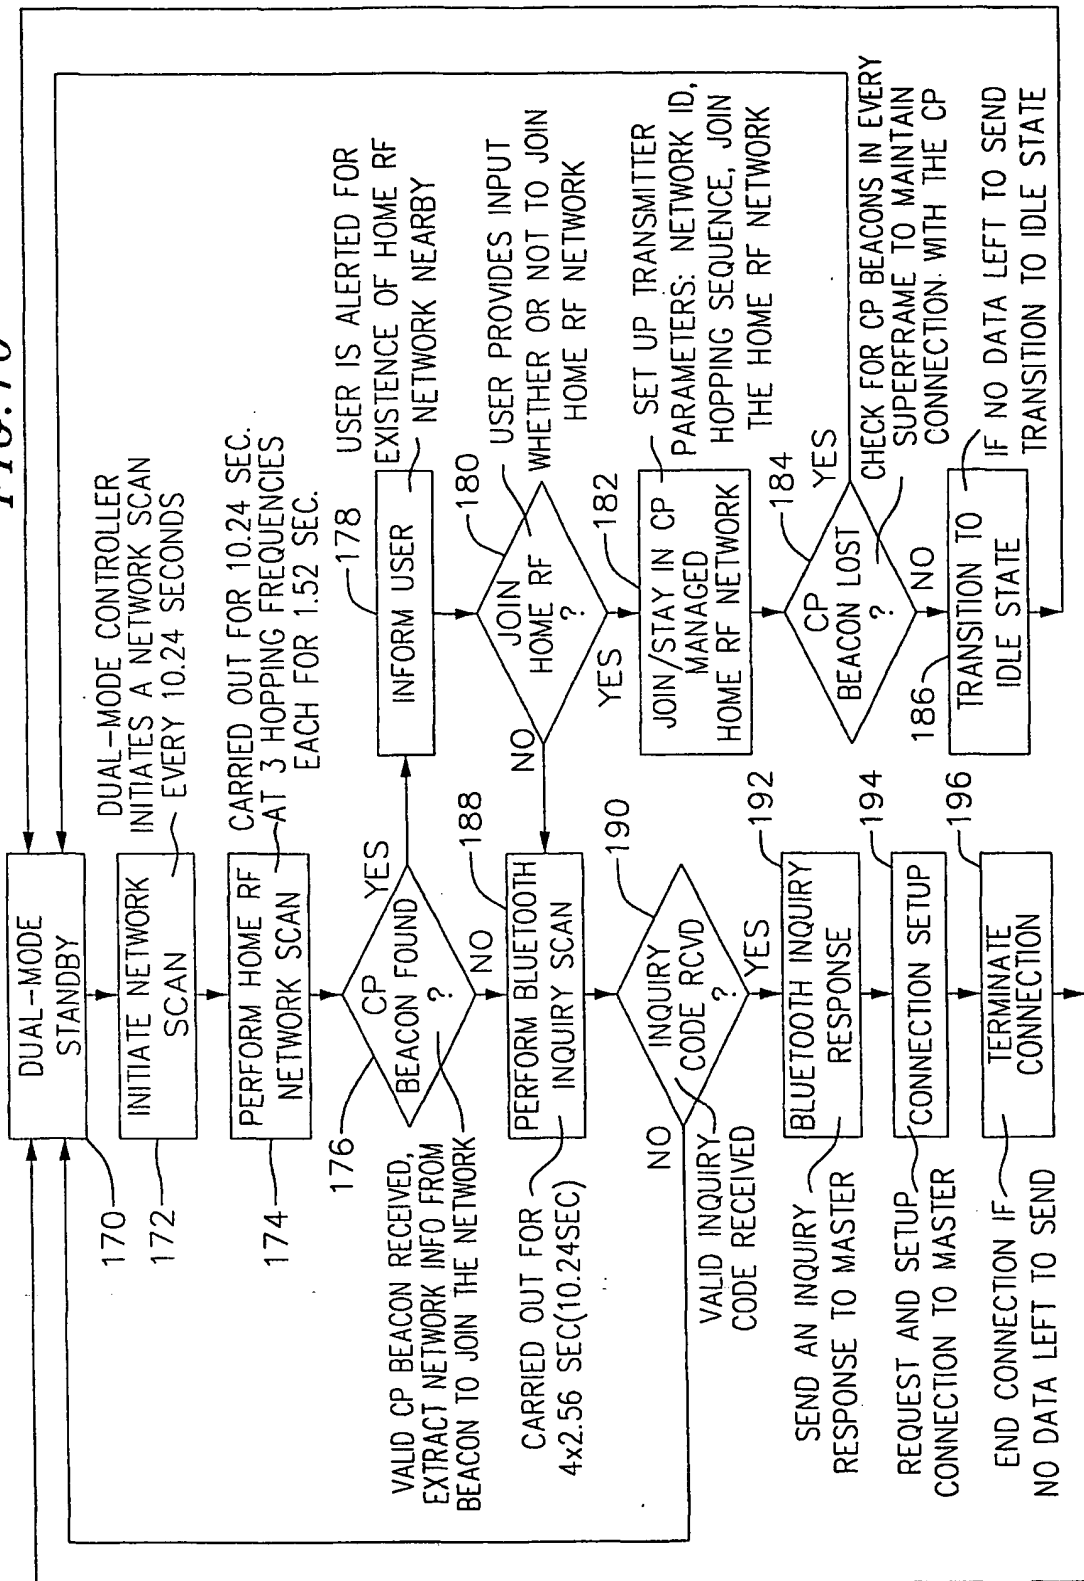 FIG. 10
DUAL-MODE
STANDBY
170
DUAL-MODE CONTROLLER
INITIATES A NETWORK SCAN
EVERY 10.24 SECONDS
INITIATE NETWORK
SCAN
172
CARRIED OUT FOR 10.24 SEC.
AT 3 HOPPING FREQUENCIES
EACH FOR 1.52 SEC.
PERFORM HOME RF
NETWORK SCAN
174
176
CP
BEACON FOUND
?
YES
NO
VALID CP BEACON RECEIVED,
EXTRACT NETWORK INFO FROM
BEACON TO JOIN THE NETWORK
178
INFORM USER
USER IS ALERTED FOR
EXISTENCE OF HOME RF
NETWORK NEARBY
180
JOIN
HOME RF
?
NO
YES
USER PROVIDES INPUT
WHETHER OR NOT TO JOIN
HOME RF NETWORK
182
JOIN/STAY IN CP
MANAGED
HOME RF NETWORK
SET UP TRANSMITTER
PARAMETERS: NETWORK ID,
HOPPING SEQUENCE, JOIN
THE HOME RF NETWORK
184
CP
BEACON LOST
?
YES
NO
CHECK FOR CP BEACONS IN EVERY
SUPERFRAME TO MAINTAIN
CONNECTION WITH THE CP
186
TRANSITION TO
IDLE STATE
IF NO DATA LEFT TO SEND
TRANSITION TO IDLE STATE
188
PERFORM BLUETOOTH
INQUIRY SCAN
CARRIED OUT FOR
4x2.56 SEC(10.24SEC)
190
INQUIRY
CODE RCVD
?
NO
YES
VALID INQUIRY
CODE RECEIVED
192
BLUETOOTH INQUIRY
RESPONSE
SEND AN INQUIRY
RESPONSE TO MASTER
194
CONNECTION SETUP
REQUEST AND SETUP
CONNECTION TO MASTER
196
TERMINATE
CONNECTION
END CONNECTION IF
NO DATA LEFT TO SEND